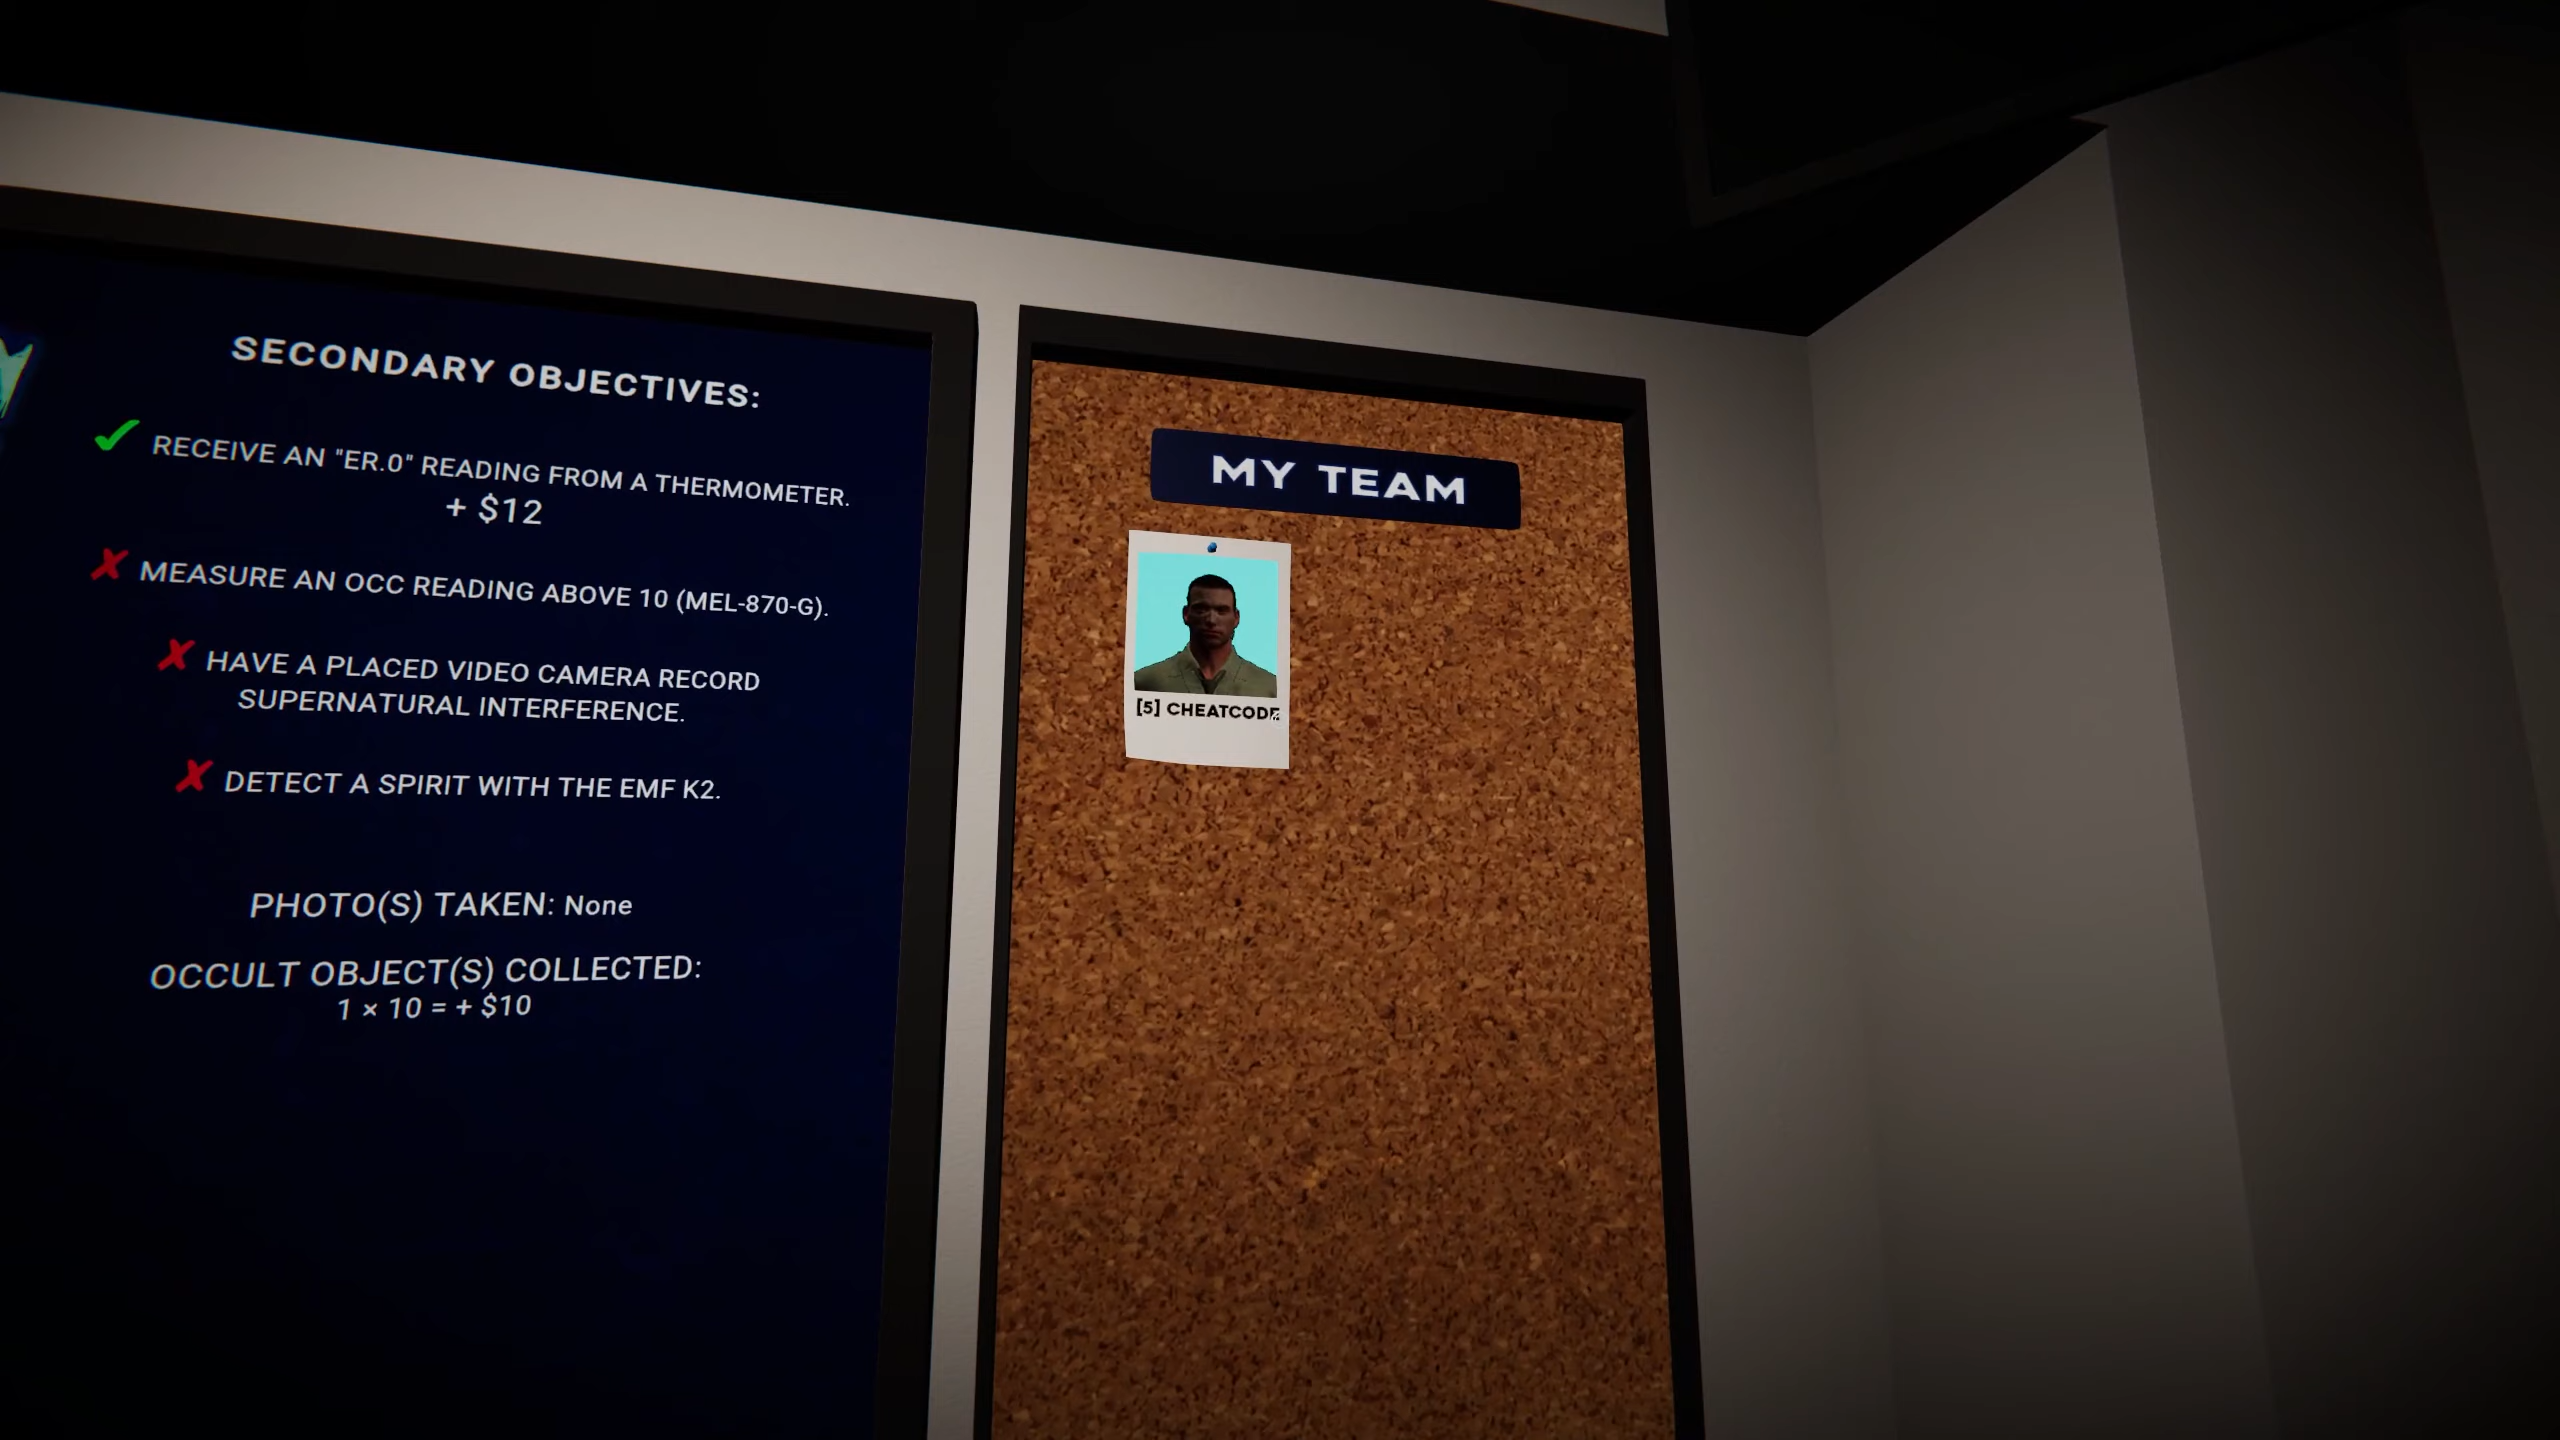 SECONDARY OBJECTIVES:
✓ RECEIVE AN "ER.0" READING FROM A THERMOMETER.
+ $12
✗ MEASURE AN OCC READING ABOVE 10 (MEL-870-G).
✗ HAVE A PLACED VIDEO CAMERA RECORD
SUPERNATURAL INTERFERENCE.
✗ DETECT A SPIRIT WITH THE EMF K2.
PHOTO(S) TAKEN: None
OCCULT OBJECT(S) COLLECTED:
1 × 10 = + $10
MY TEAM
[5] CHEATCODE